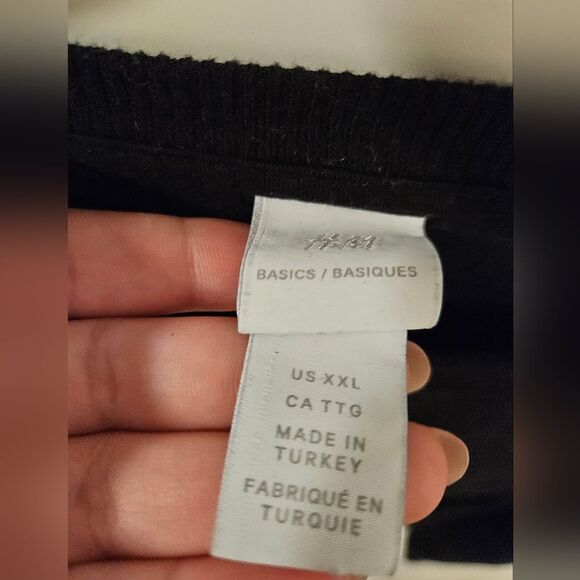 H&M
BASICS / BASIQUES
US XXL
CA TTG
MADE IN
TURKEY
FABRIQUÉ EN
TURQUIE